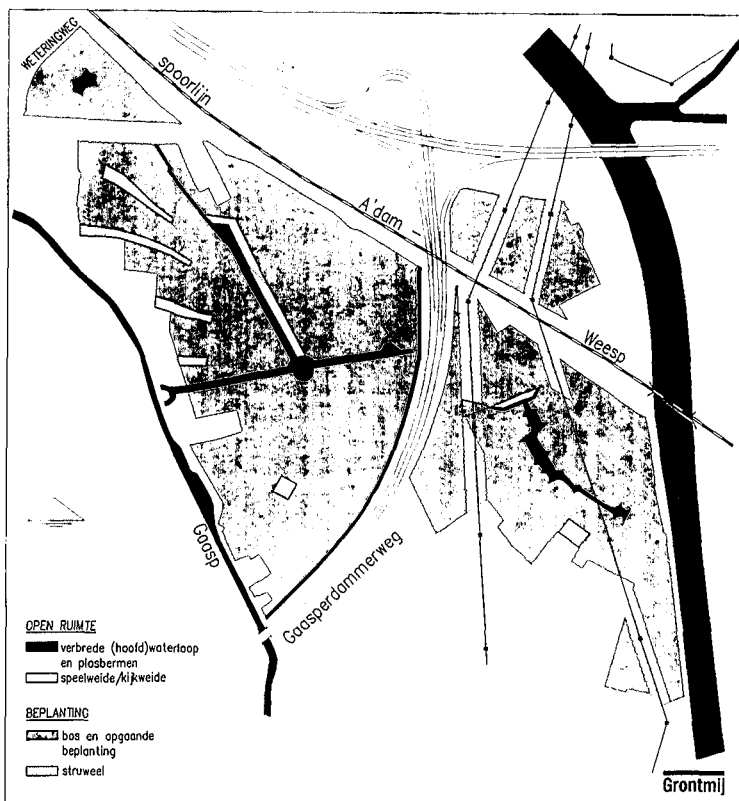 WETERINGWEG
spoorlijn
A'dam -
Weesp
Gaasp
Gaasperdammerweg
OPEN RUIMTE
verbrede (hoofd)waterloop
en plasbermen
speelweide/kijkweide
BEPLANTING
bos en opgaande
beplanting
struweel
Grontmij